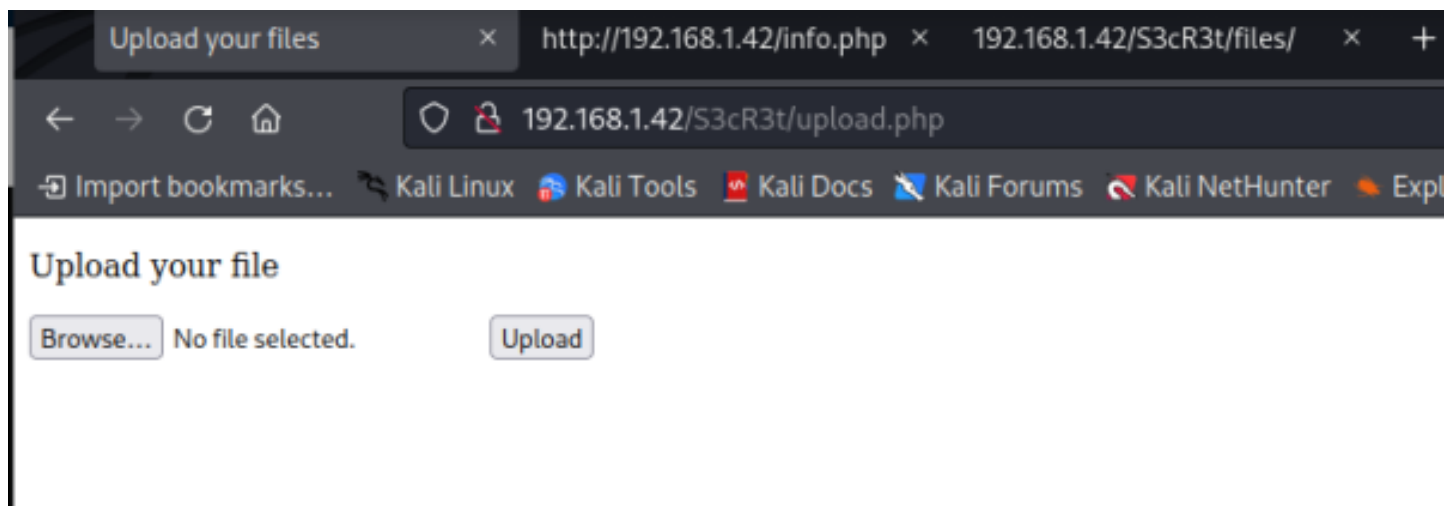 Upload your files × http://192.168.1.42/info.php × 192.168.1.42/S3cR3t/files/ × +
192.168.1.42/S3cR3t/upload.php
Import bookmarks... Kali Linux Kali Tools Kali Docs Kali Forums Kali NetHunter Expl
Upload your file
Browse... No file selected. Upload